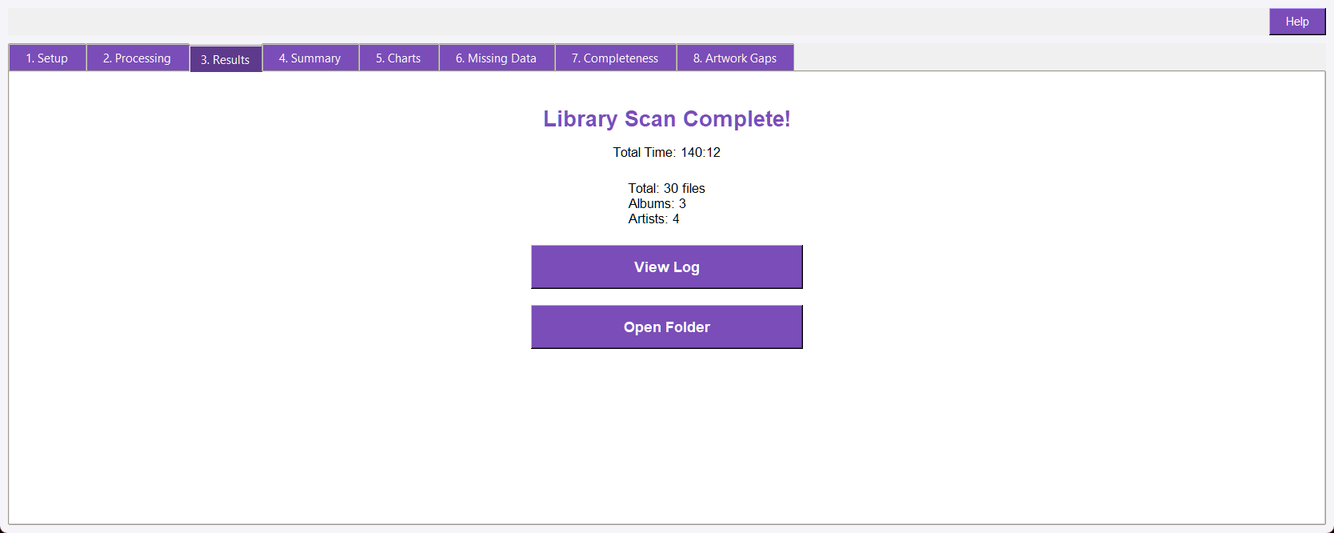 Help
1. Setup 2. Processing 3. Results 4. Summary 5. Charts 6. Missing Data 7. Completeness 8. Artwork Gaps
Library Scan Complete!
Total Time: 140:12
Total: 30 files
Albums: 3
Artists: 4
View Log
Open Folder